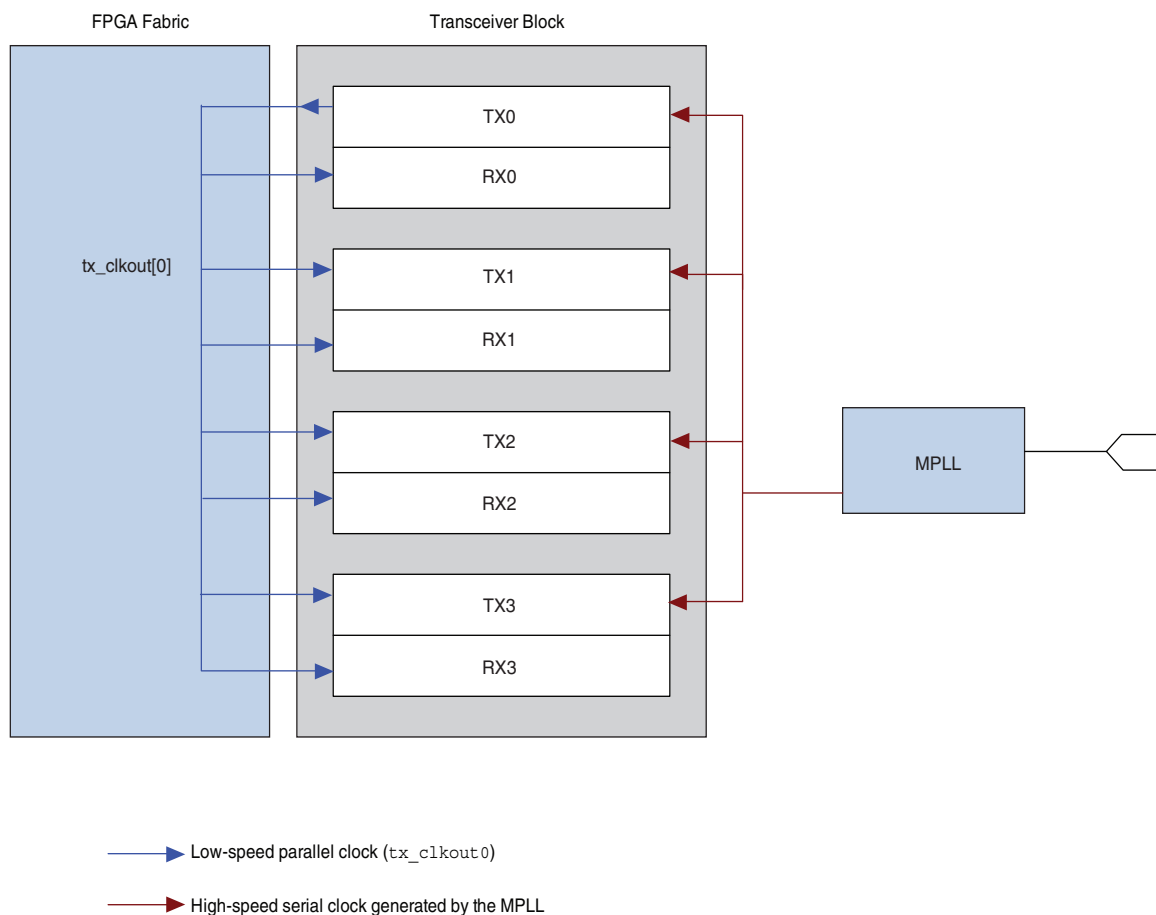 FPGA Fabric
Transceiver Block
TX0
RX0
tx_clkout[0]
TX1
RX1
TX2
RX2
MPLL
TX3
RX3
Low-speed parallel clock (tx_clkout0)
High-speed serial clock generated by the MPLL